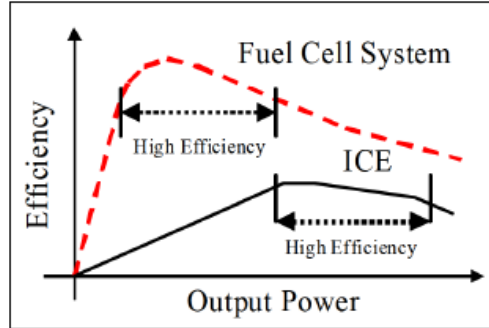 Fuel Cell System
High Efficiency
ICE
High Efficiency
Efficiency
Output Power